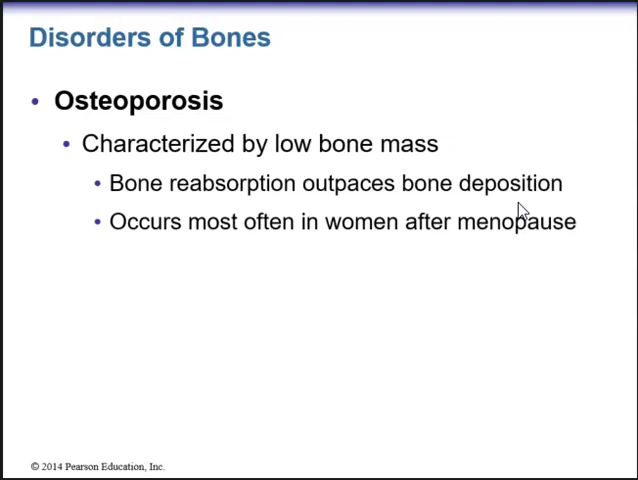 Disorders of Bones
• Osteoporosis
• Characterized by low bone mass
• Bone reabsorption outpaces bone deposition
• Occurs most often in women after menopause
© 2014 Pearson Education, Inc.